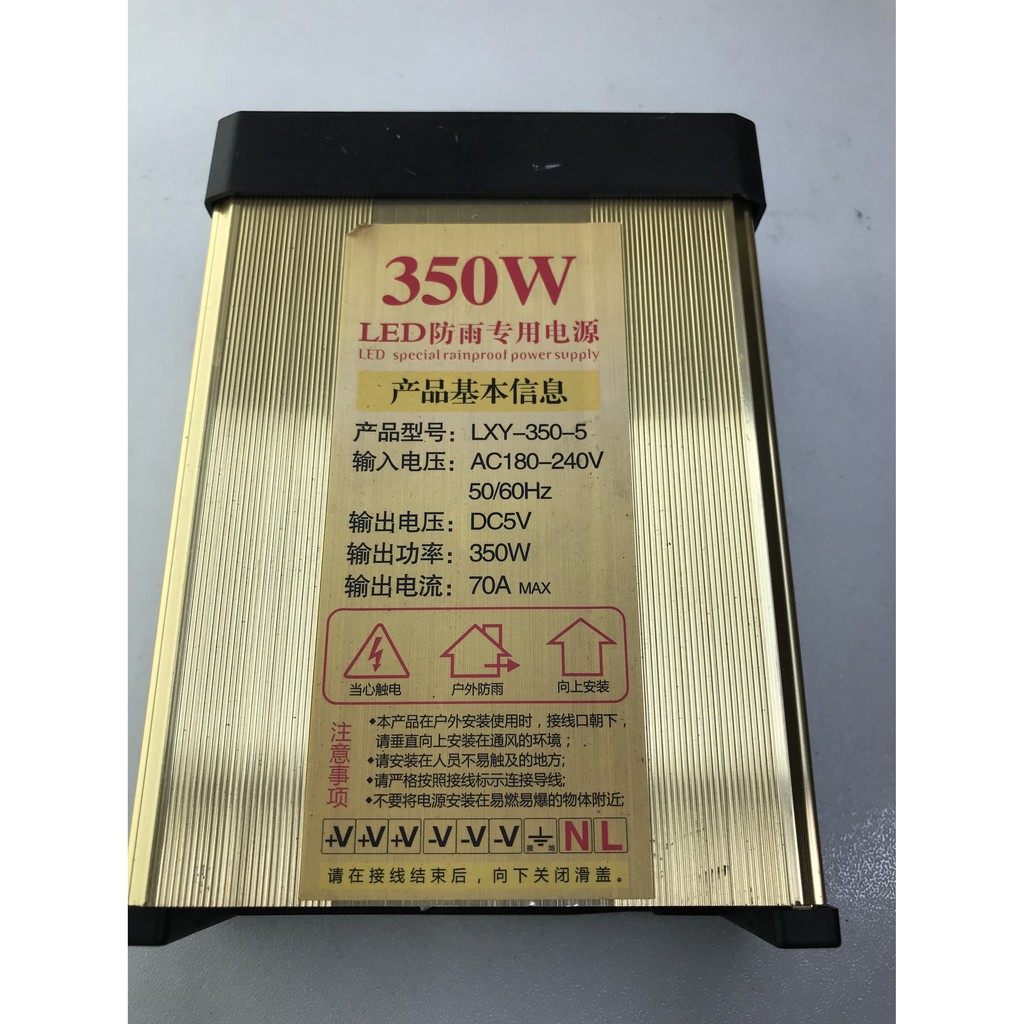 350W
LED防雨专用电源
LED special rainproof power supply
产品基本信息
产品型号：LXY-350-5
输入电压：AC180-240V
50/60Hz
输出电压：DC5V
输出功率：350W
输出电流：70A MAX
当心触电 户外防雨 向上安装
注意事项
◆本产品在户外安装使用时，接线口朝下，
请垂直向上安装在通风的环境；
◆请安装在人员不易触及的地方;
◆请严格按照接线标示连接导线;
◆不要将电源安装在易燃易爆的物体附近;
+V +V +V -V -V -V 接地 N L
请在接线结束后，向下关闭滑盖。